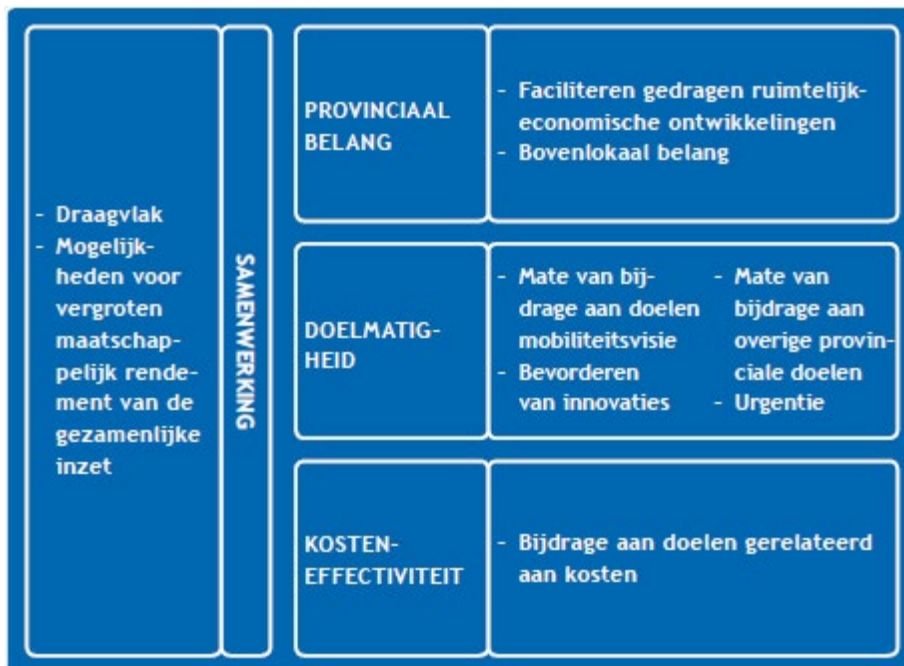 - Draagvlak
- Mogelijk-
heden voor
vergroten
maatschap-
pelijk rende-
ment van de
gezamenlijke
inzet
SAMENWERKING
PROVINCIAAL
BELANG
- Faciliteren gedragen ruimtelijk-
economische ontwikkelingen
- Bovenlokaal belang
DOELMATIG-
HEID
- Mate van bij-
drage aan doelen
mobiliteitsvisie
- Bevorderen
van innovaties
- Mate van
bijdrage aan
overige provin-
ciale doelen
- Urgentie
KOSTEN-
EFFECTIVITEIT
- Bijdrage aan doelen gerelateerd
aan kosten